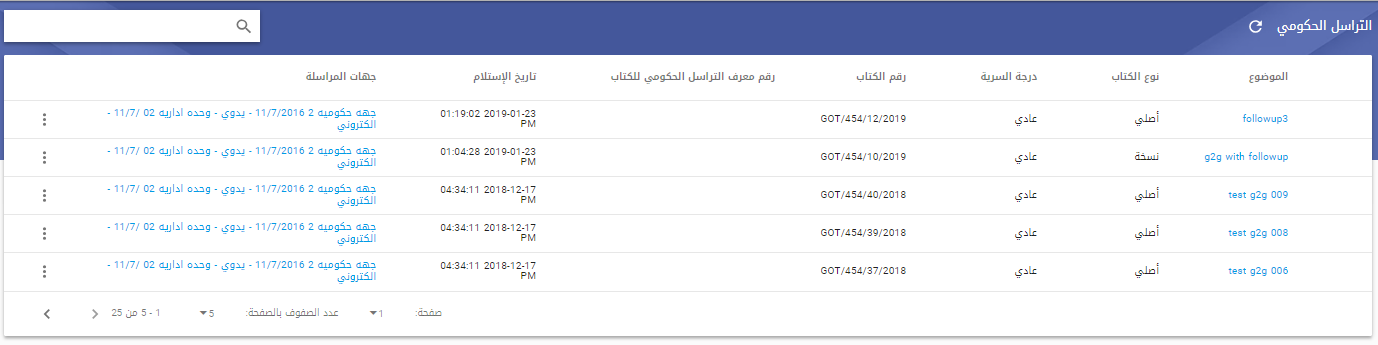 التراسل الحكومي
الموضوع نوع الكتاب درجة السرية رقم الكتاب رقم معرف التراسل الحكومي للكتاب تاريخ الإستلام جهات المراسلة
followup3 أصلي عادي GOT/454/12/2019 01:19:02 2019-01-23 جهه حكوميه 2 11/7/2016 - يدوي - وحده اداريه 02 /11/7 -
PM الكتروني
g2g with followup نسخة عادي GOT/454/10/2019 01:04:28 2019-01-23 جهه حكوميه 2 11/7/2016 - يدوي - وحده اداريه 02 /11/7 -
PM الكتروني
test g2g 009 أصلي عادي GOT/454/40/2018 04:34:11 2018-12-17 جهه حكوميه 2 11/7/2016 - يدوي - وحده اداريه 02 /11/7 -
PM الكتروني
test g2g 008 أصلي عادي GOT/454/39/2018 04:34:11 2018-12-17 جهه حكوميه 2 11/7/2016 - يدوي - وحده اداريه 02 /11/7 -
PM الكتروني
test g2g 006 أصلي عادي GOT/454/37/2018 04:34:11 2018-12-17 جهه حكوميه 2 11/7/2016 - يدوي - وحده اداريه 02 /11/7 -
PM الكتروني
صفحة: 1 عدد الصفوف بالصفحة: 5 1 - 5 من 25